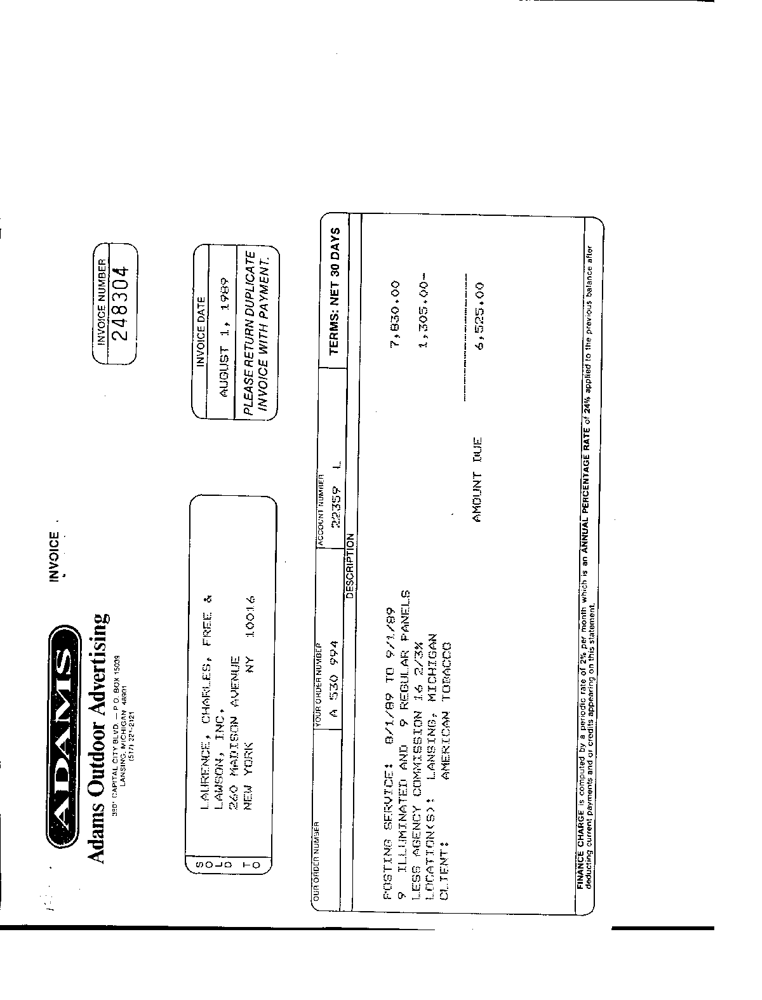 INVOICE
ADAMS
Adams Outdoor Advertising
3801 CAPITAL CITY BLVD. — P.O. BOX 15029
LANSING, MICHIGAN 48901
(517) 321-2121
INVOICE NUMBER
248304
SOLD TO
LAURENCE, CHARLES, FREE &
LAWSON, INC.
260 MADISON AVENUE
NEW YORK NY 10016
INVOICE DATE
AUGUST 1, 1989
PLEASE RETURN DUPLICATE
INVOICE WITH PAYMENT.
OUR ORDER NUMBER
YOUR ORDER NUMBER
A 530 994
ACCOUNT NUMBER
22359 L
TERMS: NET 30 DAYS
DESCRIPTION
POSTING SERVICE: 8/1/89 TO 9/1/89
9 ILLUMINATED AND 9 REGULAR PANELS 7,830.00
LESS AGENCY COMMISSION 16 2/3% 1,305.00-
LOCATION(S): LANSING, MICHIGAN
CLIENT: AMERICAN TOBACCO
AMOUNT DUE 6,525.00
FINANCE CHARGE is computed by a periodic rate of 2% per month which is an ANNUAL PERCENTAGE RATE of 24% applied to the previous balance after
deducting current payments and or credits appearing on this statement.